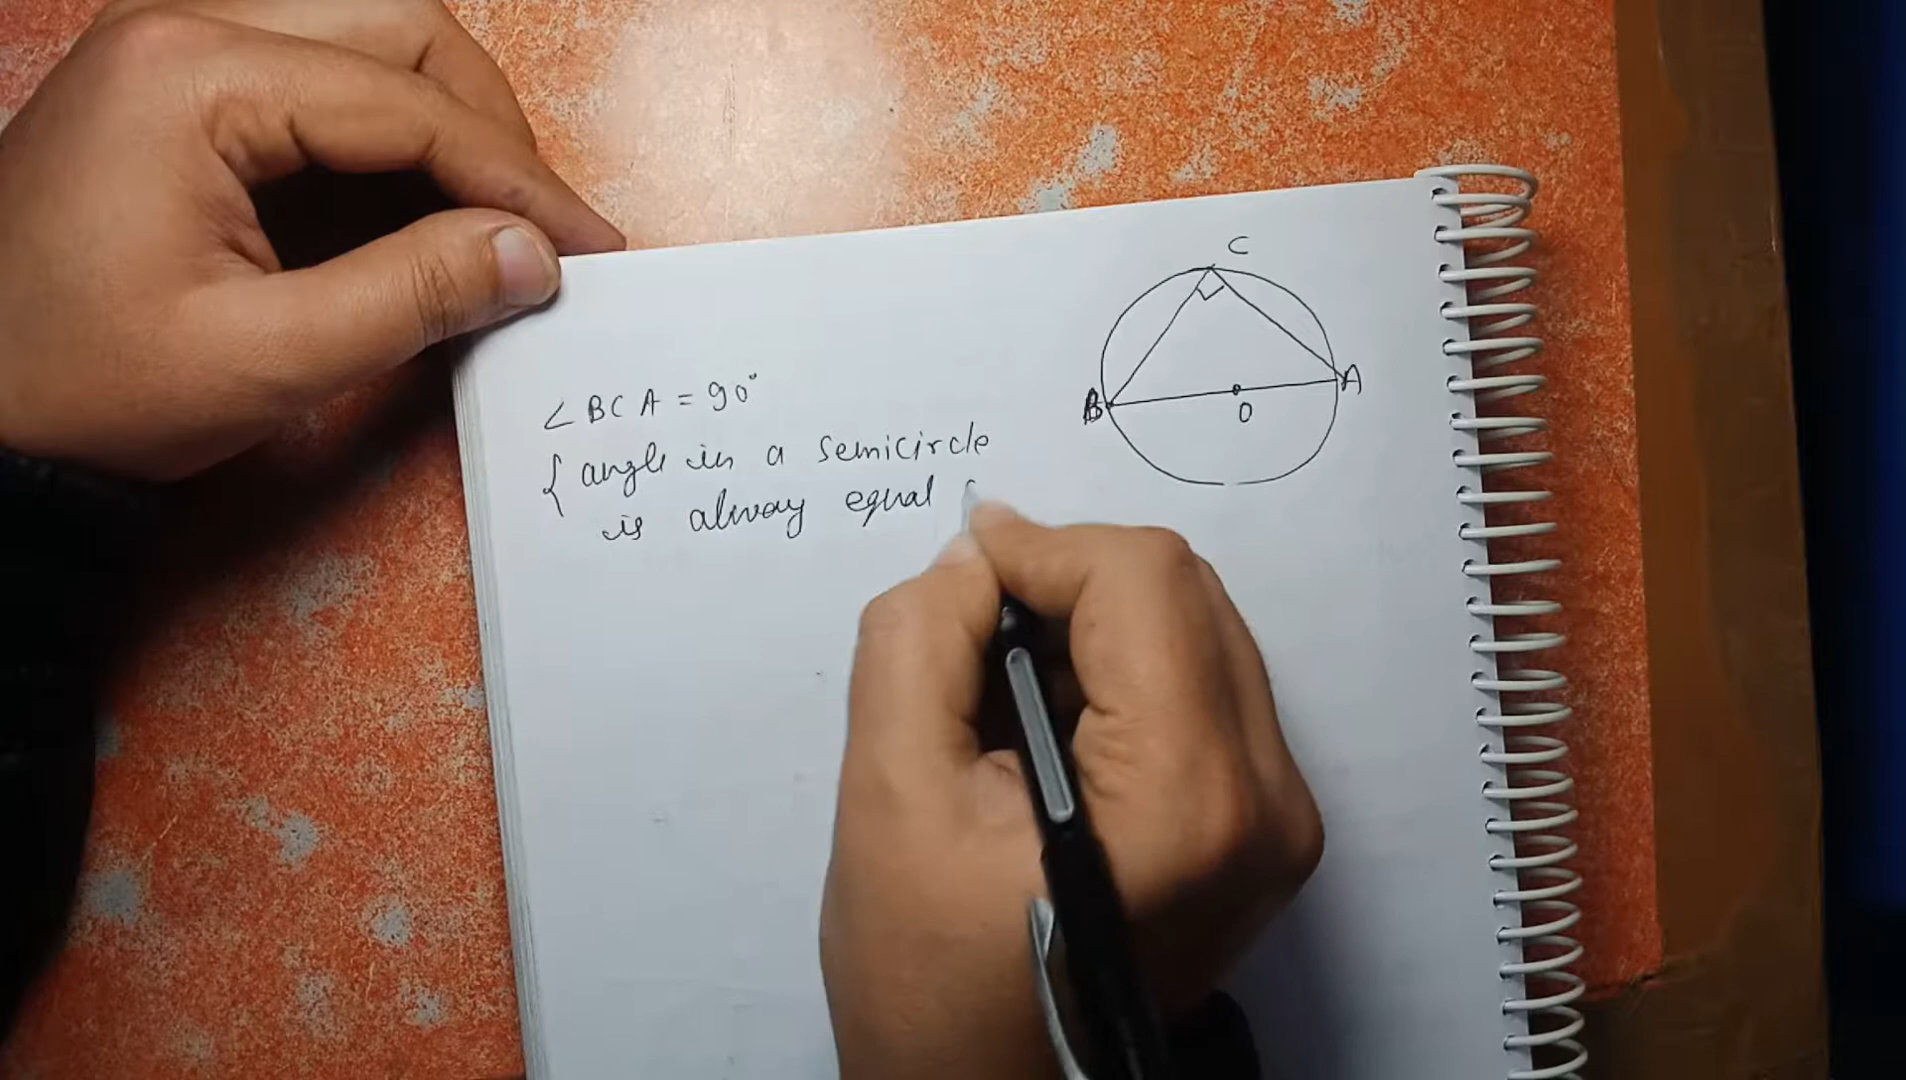 C
B
A
O
∠BCA = 90°
{ angle in a semicircle
is alway equal